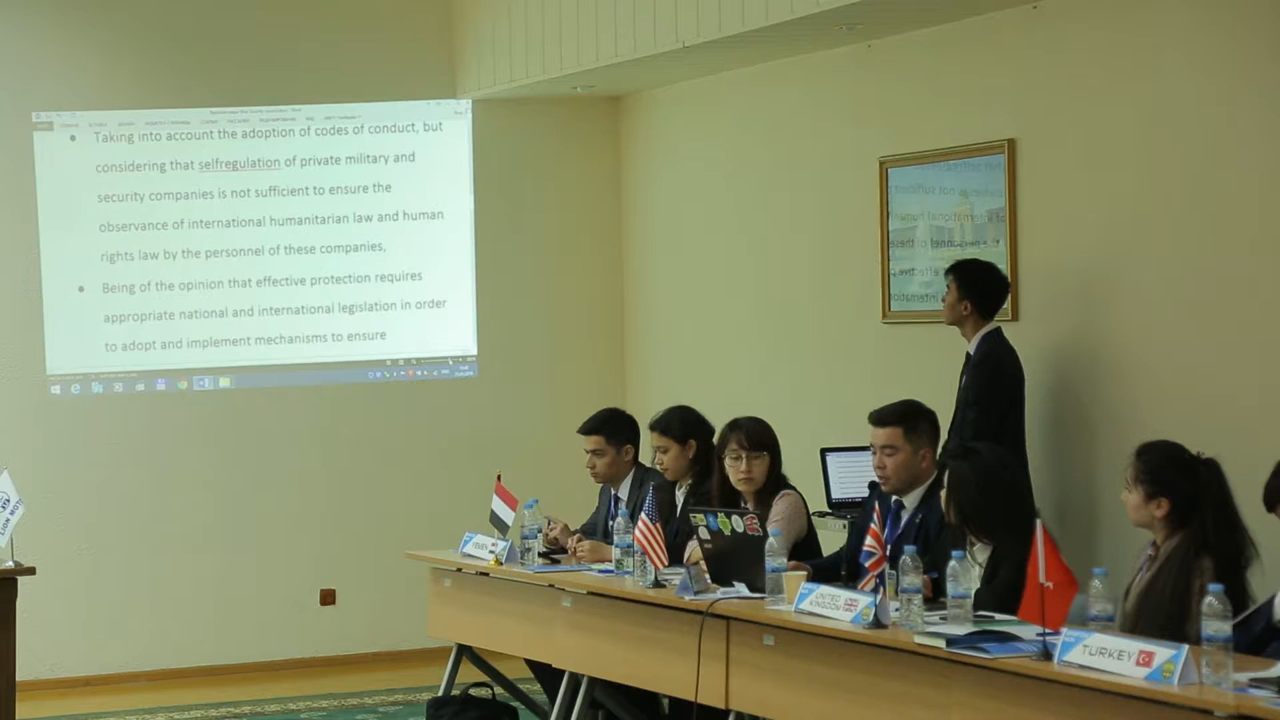 Taking into account the adoption of codes of conduct, but
considering that selfregulation of private military and
security companies is not sufficient to ensure the
observance of international humanitarian law and human
rights law by the personnel of these companies,
Being of the opinion that effective protection requires
appropriate national and international legislation in order
to adopt and implement mechanisms to ensure
YEMEN
UNITED
KINGDOM
TURKEY